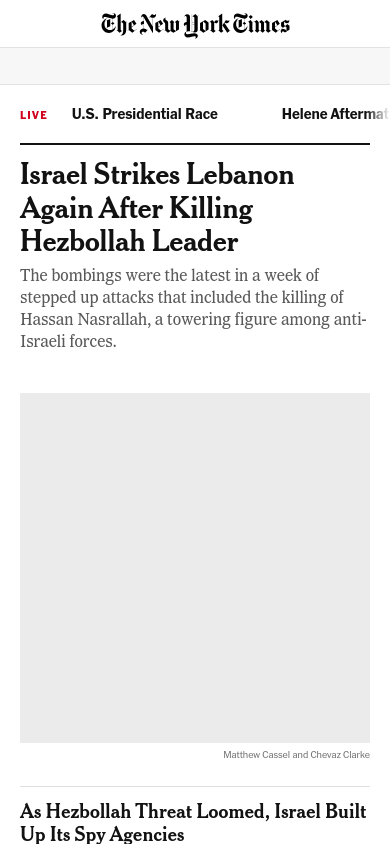 The New York Times
LIVE U.S. Presidential Race Helene Aftermat
Israel Strikes Lebanon
Again After Killing
Hezbollah Leader
The bombings were the latest in a week of
stepped up attacks that included the killing of
Hassan Nasrallah, a towering figure among anti-
Israeli forces.
Matthew Cassel and Chevaz Clarke
As Hezbollah Threat Loomed, Israel Built
Up Its Spy Agencies